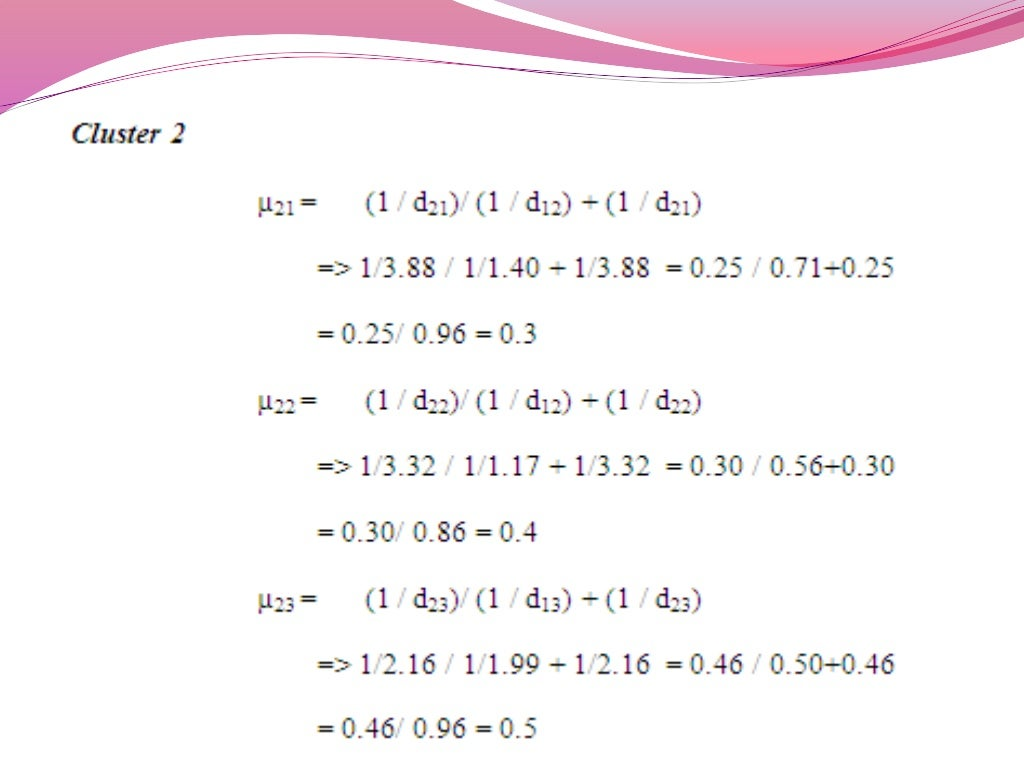 Cluster 2
μ21 = (1 / d21)/ (1 / d12) + (1 / d21)
=> 1/3.88 / 1/1.40 + 1/3.88 = 0.25 / 0.71+0.25
= 0.25/ 0.96 = 0.3
μ22 = (1 / d22)/ (1 / d12) + (1 / d22)
=> 1/3.32 / 1/1.17 + 1/3.32 = 0.30 / 0.56+0.30
= 0.30/ 0.86 = 0.4
μ23 = (1 / d23)/ (1 / d13) + (1 / d23)
=> 1/2.16 / 1/1.99 + 1/2.16 = 0.46 / 0.50+0.46
= 0.46/ 0.96 = 0.5